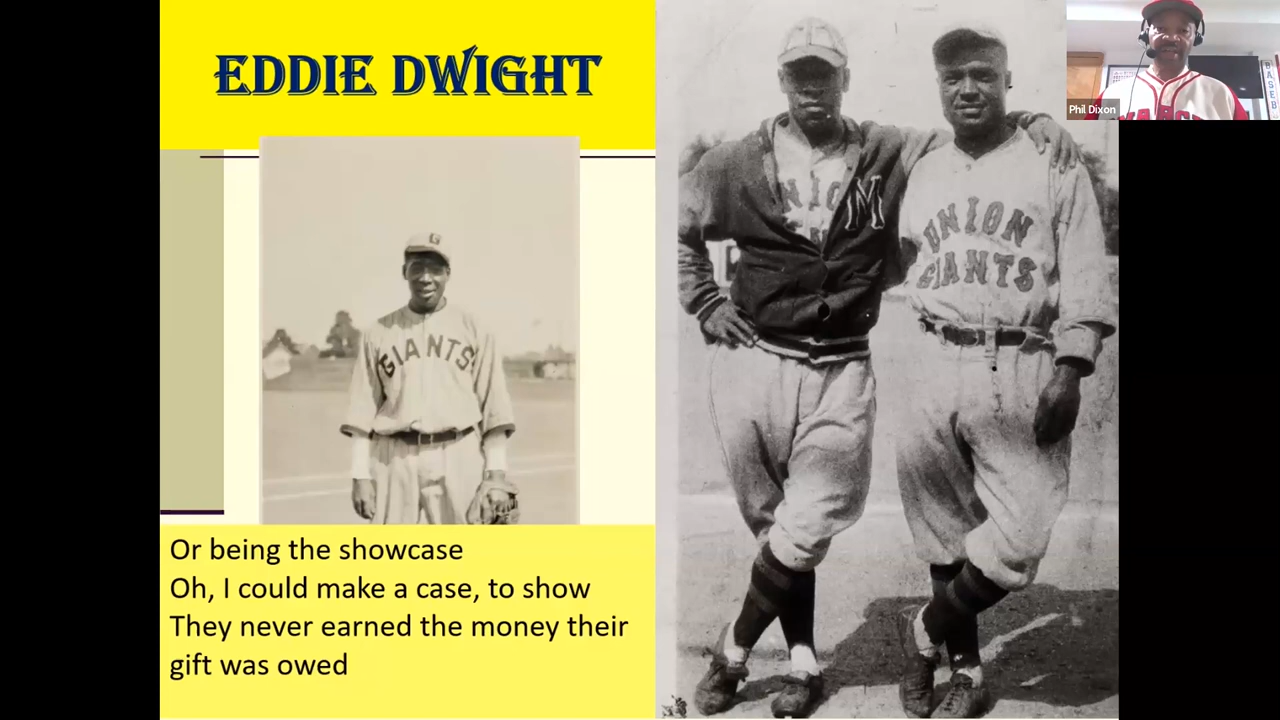 EDDIE DWIGHT
G
GIANTS
Or being the showcase
Oh, I could make a case, to show
They never earned the money their
gift was owed
M
UNION
GIANTS
Phil Dixon
BASEB